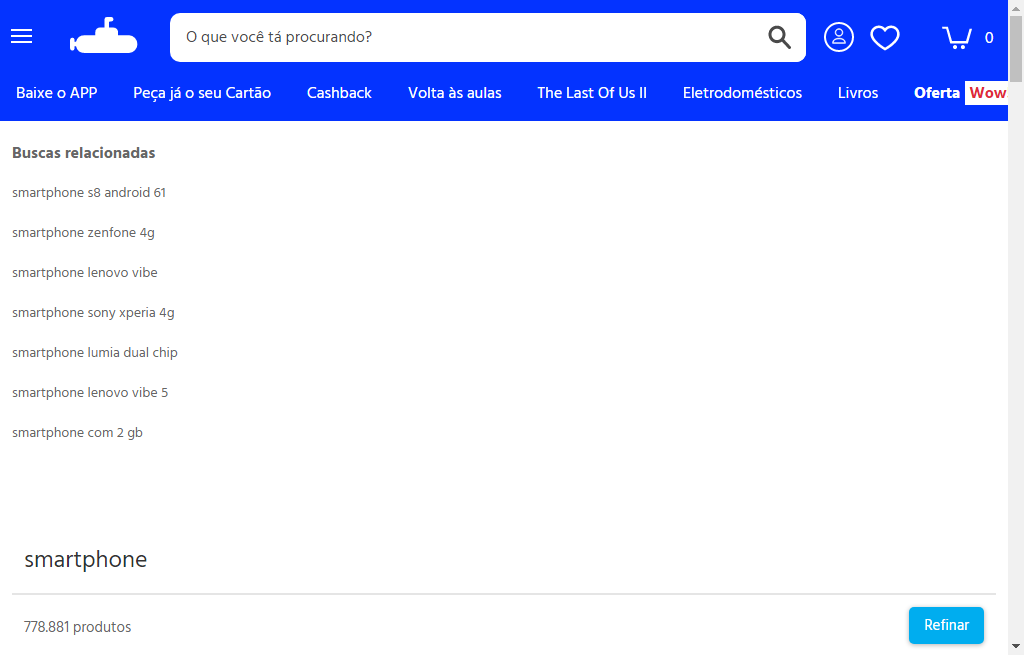 O que você tá procurando?
0
Baixe o APP Peça já o seu Cartão Cashback Volta às aulas The Last Of Us II Eletrodomésticos Livros Oferta Wow
Buscas relacionadas
smartphone s8 android 61
smartphone zenfone 4g
smartphone lenovo vibe
smartphone sony xperia 4g
smartphone lumia dual chip
smartphone lenovo vibe 5
smartphone com 2 gb
smartphone
778.881 produtos
Refinar